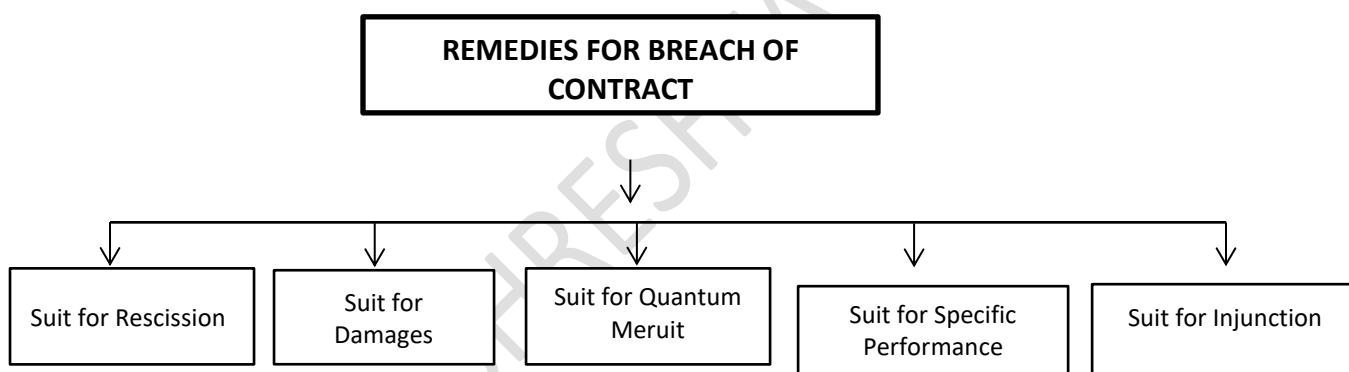 REMEDIES FOR BREACH OF
CONTRACT
Suit for Rescission
Suit for
Damages
Suit for Quantum
Meruit
Suit for Specific
Performance
Suit for Injunction